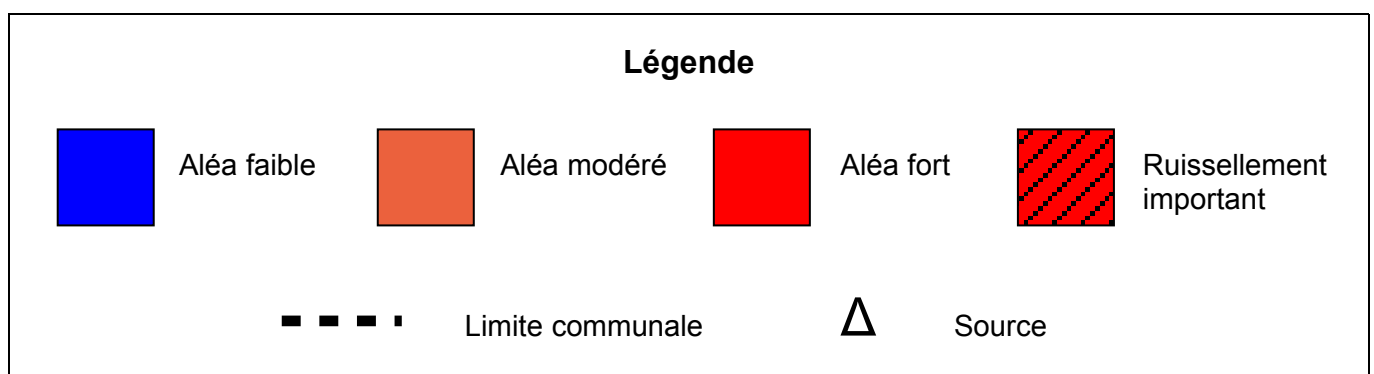 Légende
Aléa faible
Aléa modéré
Aléa fort
Ruissellement
important
Limite communale
Δ
Source